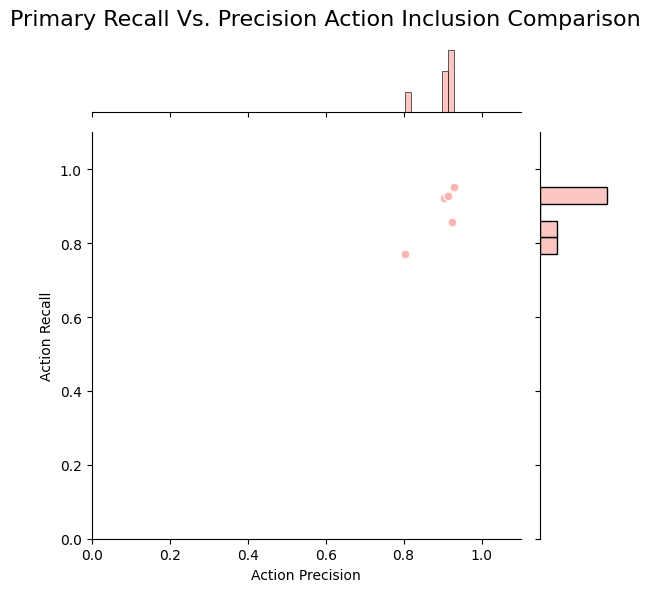 Primary Recall Vs. Precision Action Inclusion Comparison
1.0
0.8
0.6
0.4
0.2
0.0
Action Recall
0.0 0.2 0.4 0.6 0.8 1.0
Action Precision